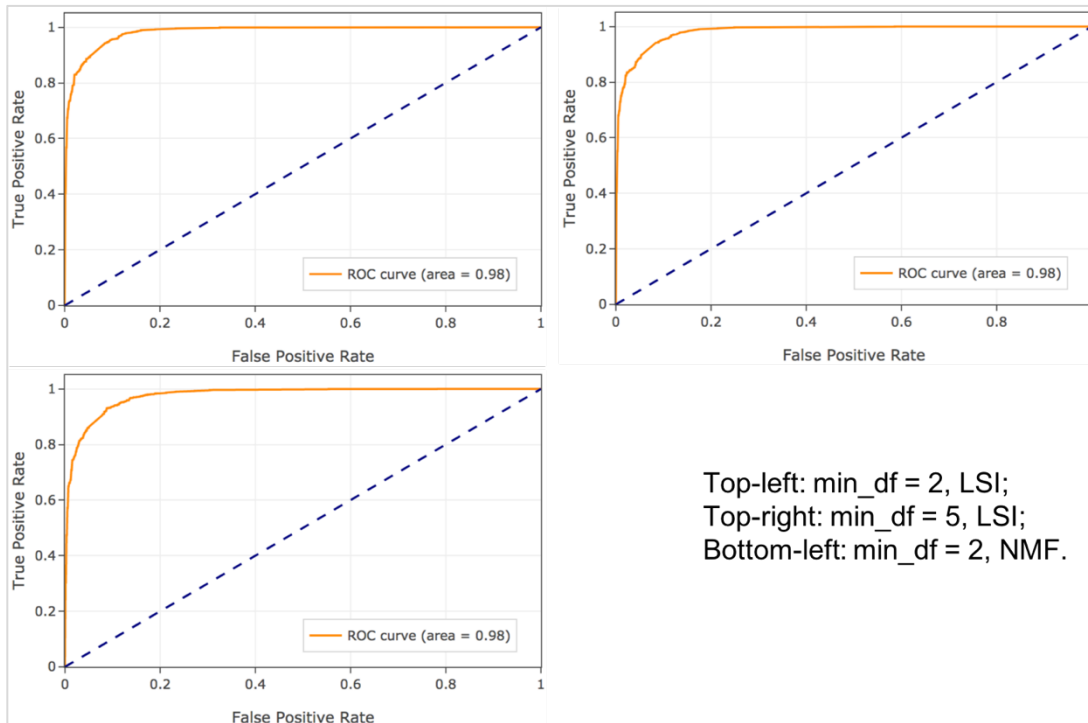 1
0.8
0.6
0.4
0.2
0
True Positive Rate
ROC curve (area = 0.98)
0 0.2 0.4 0.6 0.8 1
False Positive Rate
1
0.8
0.6
0.4
0.2
0
True Positive Rate
ROC curve (area = 0.98)
0 0.2 0.4 0.6 0.8
False Positive Rate
1
0.8
0.6
0.4
0.2
0
True Positive Rate
ROC curve (area = 0.98)
0 0.2 0.4 0.6 0.8 1
False Positive Rate
Top-left: min_df = 2, LSI;
Top-right: min_df = 5, LSI;
Bottom-left: min_df = 2, NMF.